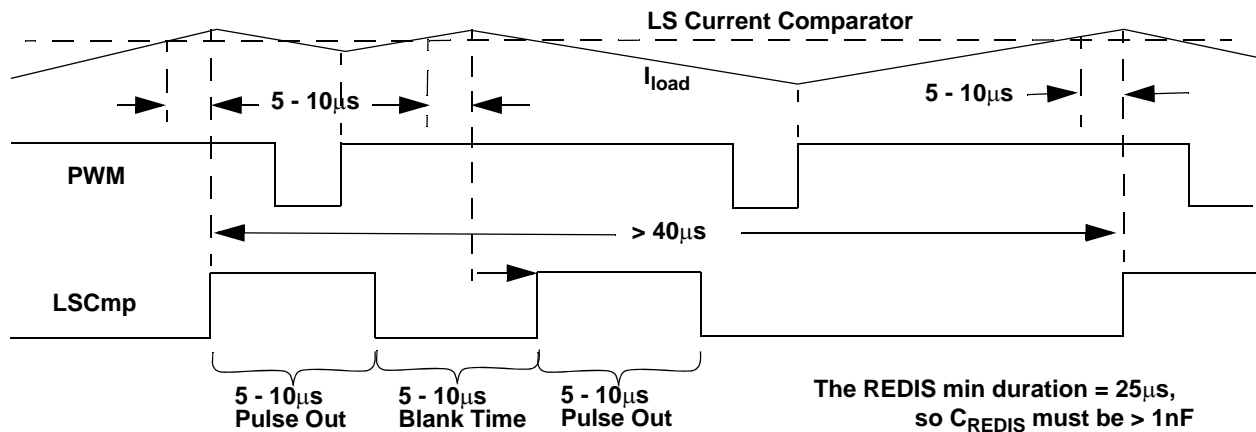 LS Current Comparator
I_load
5 - 10μs
5 - 10μs
PWM
> 40μs
LSCmp
5 - 10μs
Pulse Out
5 - 10μs
Blank Time
5 - 10μs
Pulse Out
The REDIS min duration = 25μs,
so C_REDIS must be > 1nF